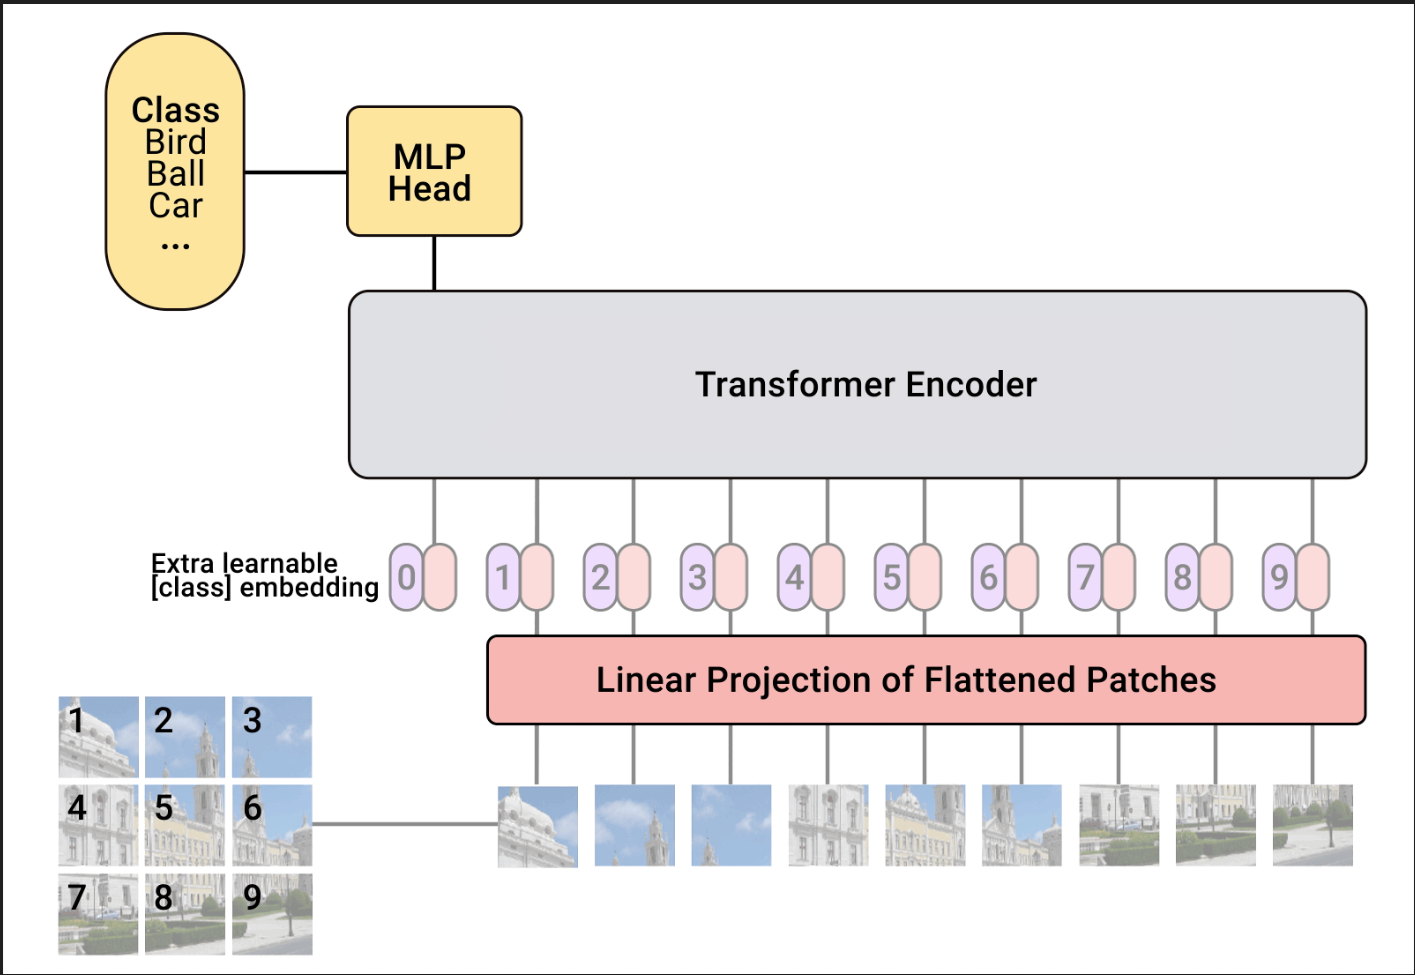 Class
Bird
Ball
Car
...
MLP
Head
Transformer Encoder
Extra learnable
[class] embedding
0 1 2 3 4 5 6 7 8 9
Linear Projection of Flattened Patches
1 2 3
4 5 6
7 8 9